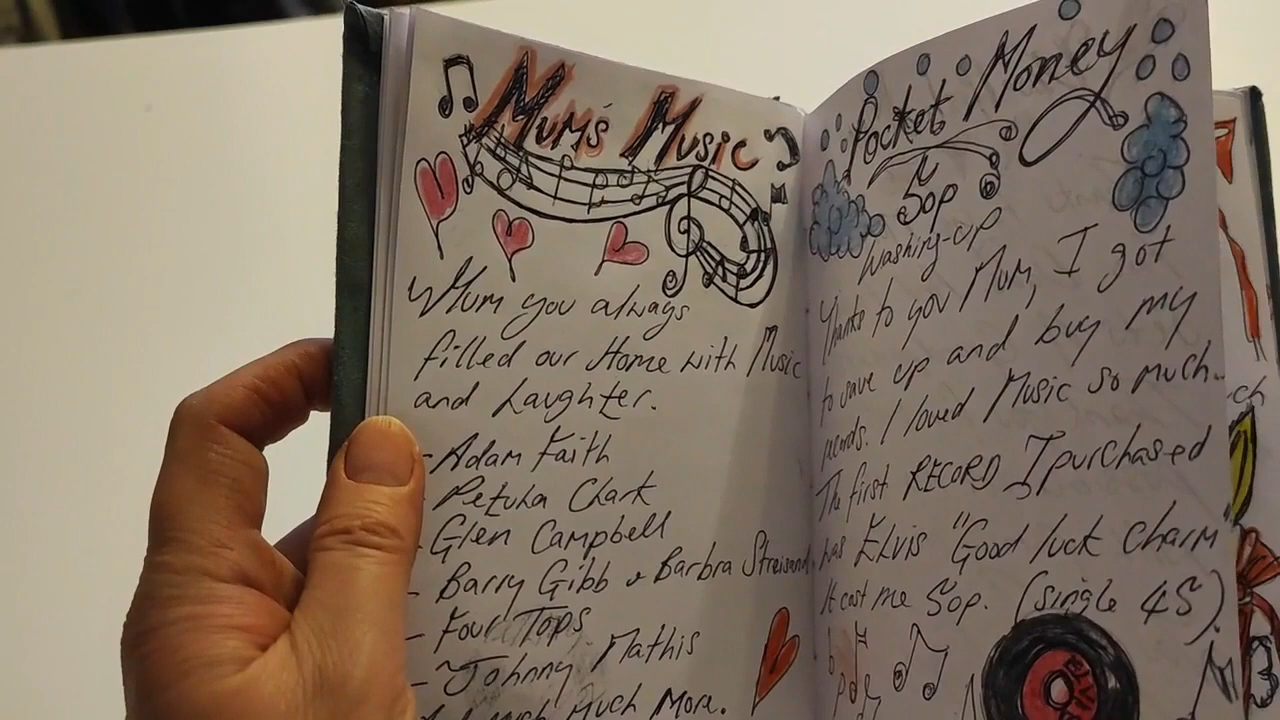 Mum's Music
Mum you always
filled our Home with Music
and Laughter.
- Adam Faith
- Petula Clark
- Glen Campbell
- Barry Gibb & Barbra Streisand
- Four Tops
- Johnny Mathis
Much More.
Pocket Money
50p
Washing-up
Thanks to you Mum, I got
to save up and buy my
records. I loved Music so much.
The first RECORD I purchased
was Elvis "Good luck Charm"
It cost me 50p. (single 45).